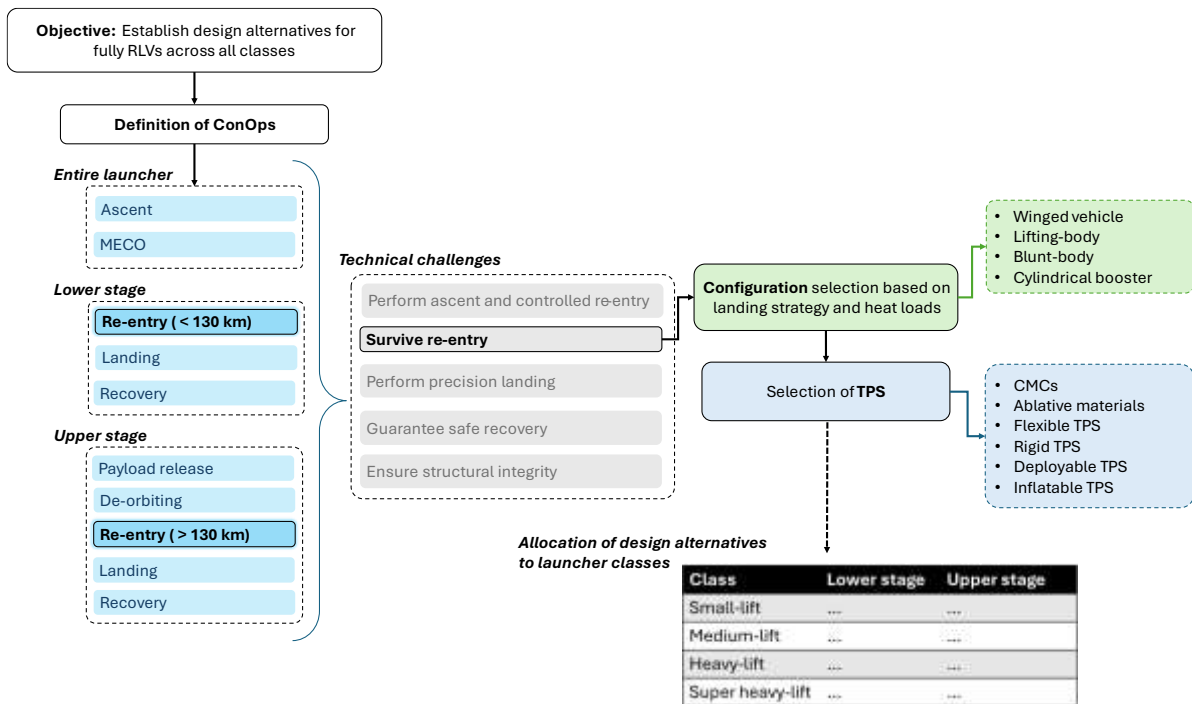 Objective: Establish design alternatives for
fully RLVs across all classes
Definition of ConOps
Entire launcher
Ascent
MECO
Lower stage
Re-entry ( < 130 km)
Landing
Recovery
Upper stage
Payload release
De-orbiting
Re-entry ( > 130 km)
Landing
Recovery
Technical challenges
Perform ascent and controlled re-entry
Survive re-entry
Perform precision landing
Guarantee safe recovery
Ensure structural integrity
Configuration selection based on
landing strategy and heat loads
• Winged vehicle
• Lifting-body
• Blunt-body
• Cylindrical booster
Selection of TPS
• CMCs
• Ablative materials
• Flexible TPS
• Rigid TPS
• Deployable TPS
• Inflatable TPS
Allocation of design alternatives
to launcher classes
Class Lower stage Upper stage
Small-lift ... ...
Medium-lift ... ...
Heavy-lift ... ...
Super heavy-lift ... ...